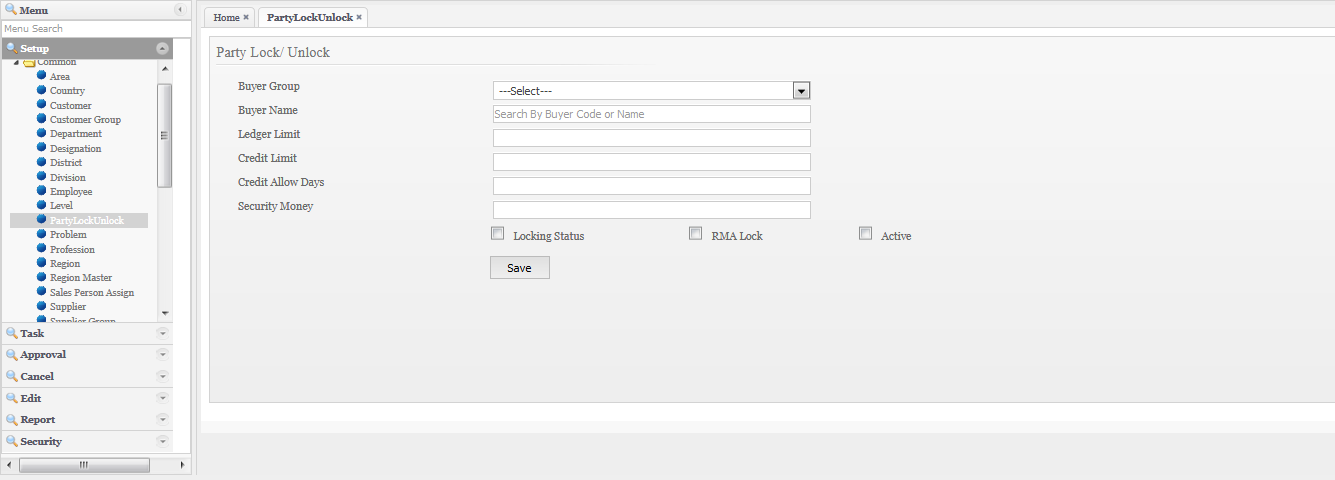 Menu
Menu Search
Setup
Common
Area
Country
Customer
Customer Group
Department
Designation
District
Division
Employee
Level
PartyLockUnlock
Problem
Profession
Region
Region Master
Sales Person Assign
Supplier
Supplier Group
Task
Approval
Cancel
Edit
Report
Security
Home
PartyLockUnlock
Party Lock/ Unlock
Buyer Group
---Select---
Buyer Name
Search By Buyer Code or Name
Ledger Limit
Credit Limit
Credit Allow Days
Security Money
Locking Status
RMA Lock
Active
Save